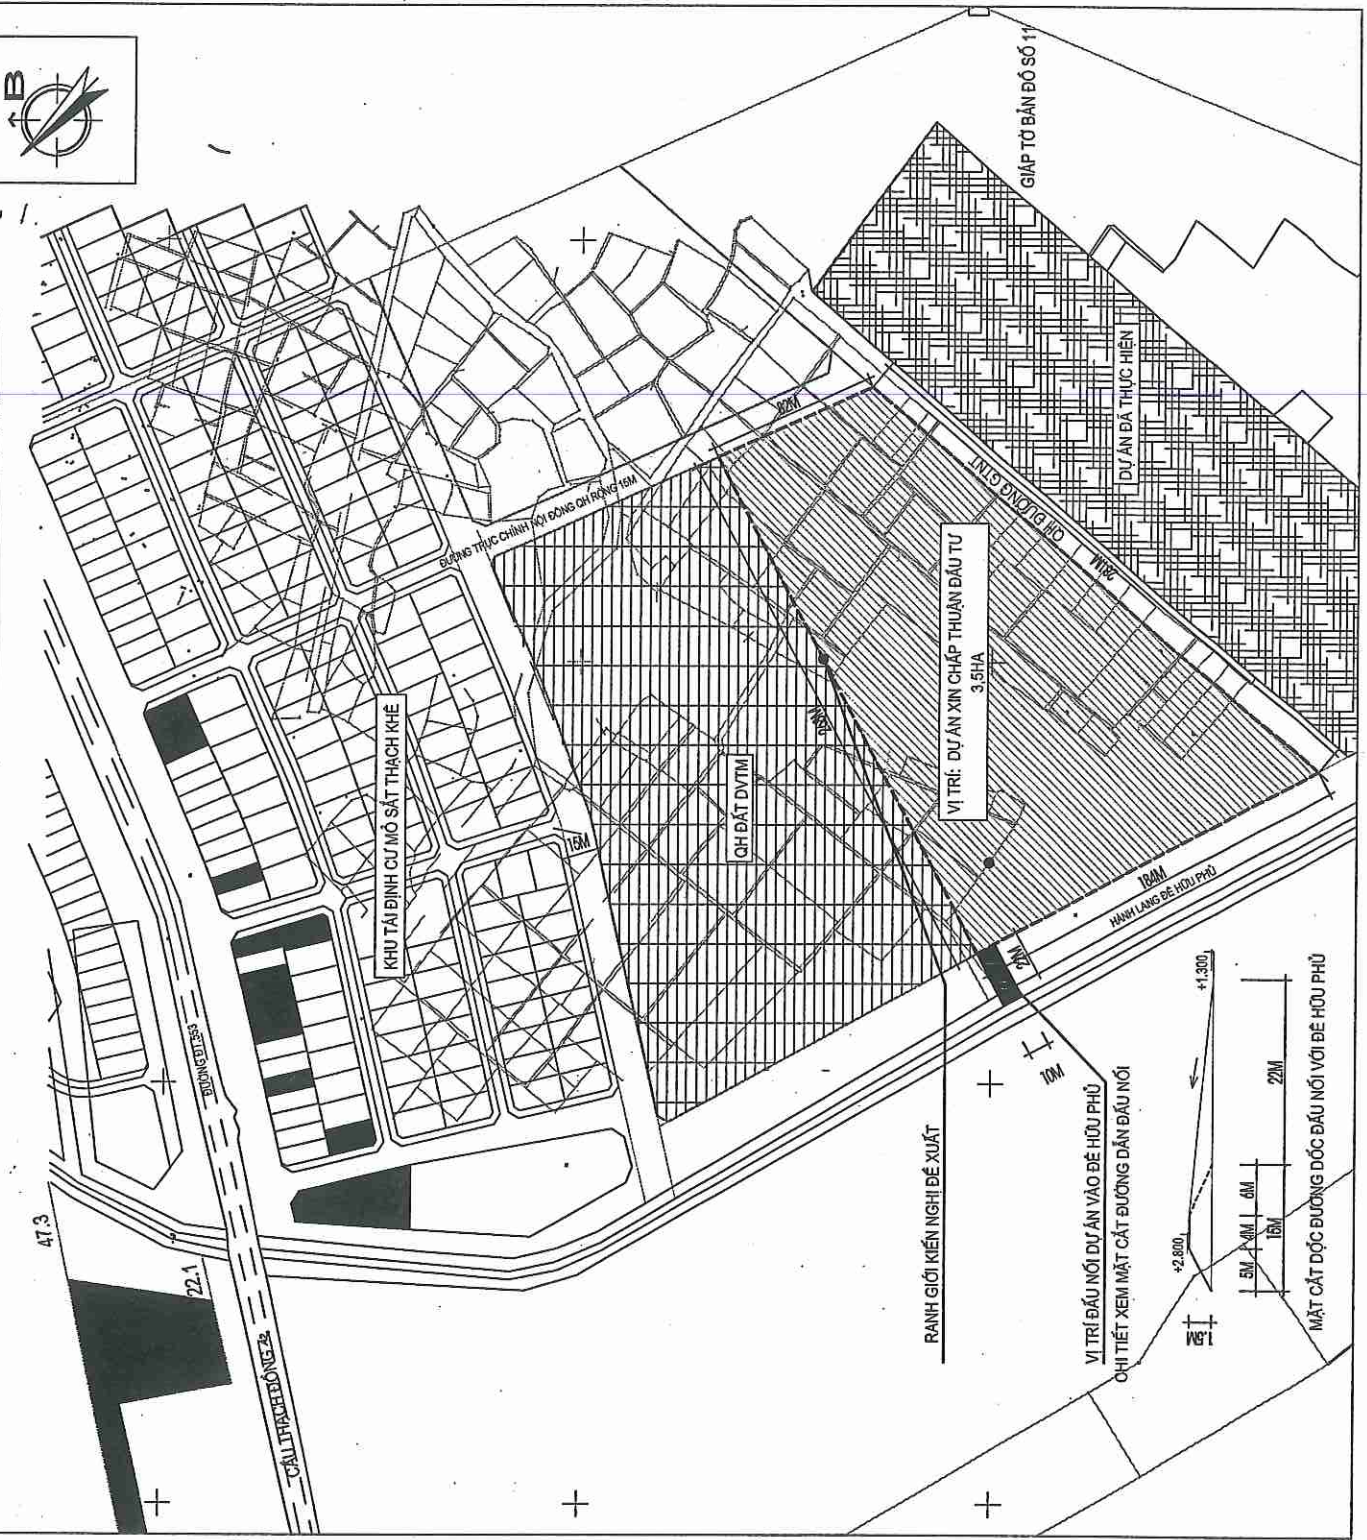 B
GIÁP TỜ BẢN ĐỒ SỐ 11
DỰ ÁN ĐÃ THỰC HIỆN
82M
QH ĐƯỜNG GTNT
281M
ĐƯỜNG TRỤC CHÍNH NỘI ĐỒNG QH RỘNG 15M
VỊ TRÍ: DỰ ÁN XIN CHẤP THUẬN ĐẦU TƯ
3,5HA
KHU TÁI ĐỊNH CƯ MỎ SẮT THẠCH KHÊ
QH ĐẤT DVTM
15M
184M
HÀNH LANG ĐÊ HỮU PHỦ
10M
ĐƯỜNG ĐT.553
47.3
22.1
CẦU THẠCH ĐỒNG
RANH GIỚI KIẾN NGHỊ ĐỀ XUẤT
VỊ TRÍ ĐẤU NỐI DỰ ÁN VÀO ĐÊ HỮU PHỦ
CHI TIẾT XEM MẶT CẮT ĐƯỜNG DẪN ĐẤU NỐI
+2.800
+1.300
1.5M
5M
4M
6M
15M
22M
MẶT CẮT DỌC ĐƯỜNG DỐC ĐẤU NỐI VỚI ĐÊ HỮU PHỦ